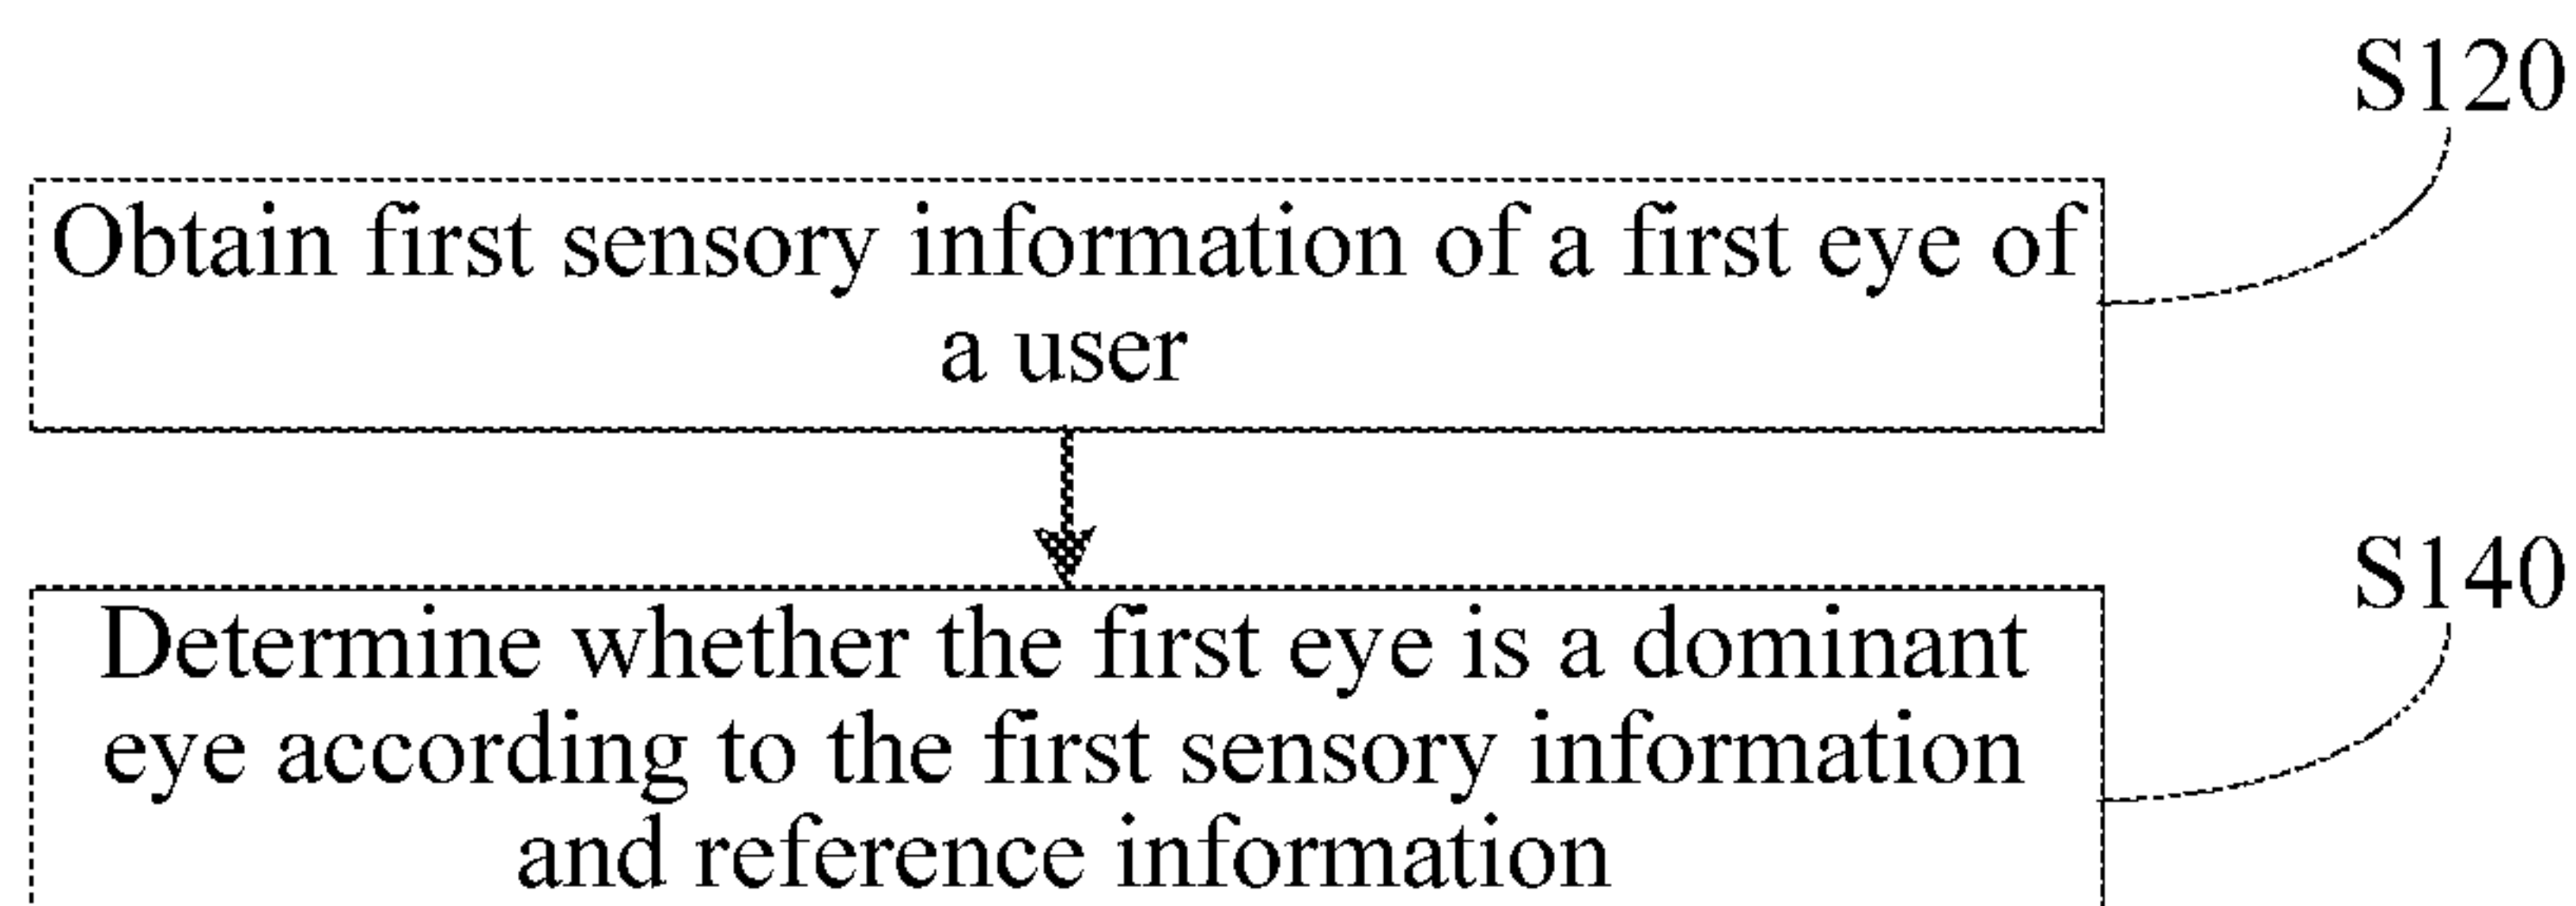 S120
Obtain first sensory information of a first eye of
a user
S140
Determine whether the first eye is a dominant
eye according to the first sensory information
and reference information